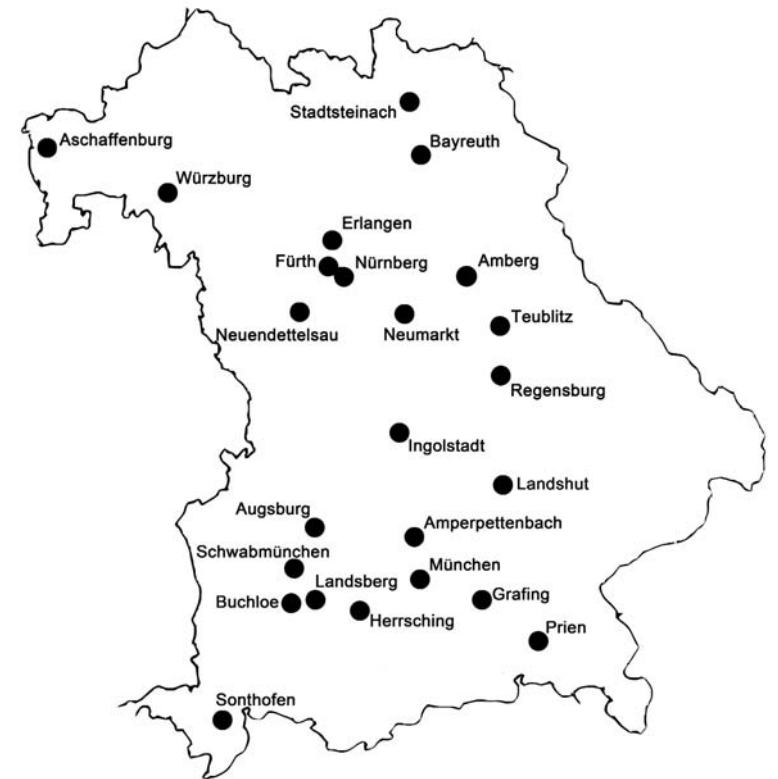 Stadtsteinach
Aschaffenburg
Bayreuth
Würzburg
Erlangen
Fürth
Nürnberg
Amberg
Teublitz
Neuendettelsau
Neumarkt
Regensburg
Ingolstadt
Landshut
Augsburg
Amperpettenbach
Schwabmünchen
München
Landsberg
Grafing
Buchloe
Herrsching
Prien
Sonthofen